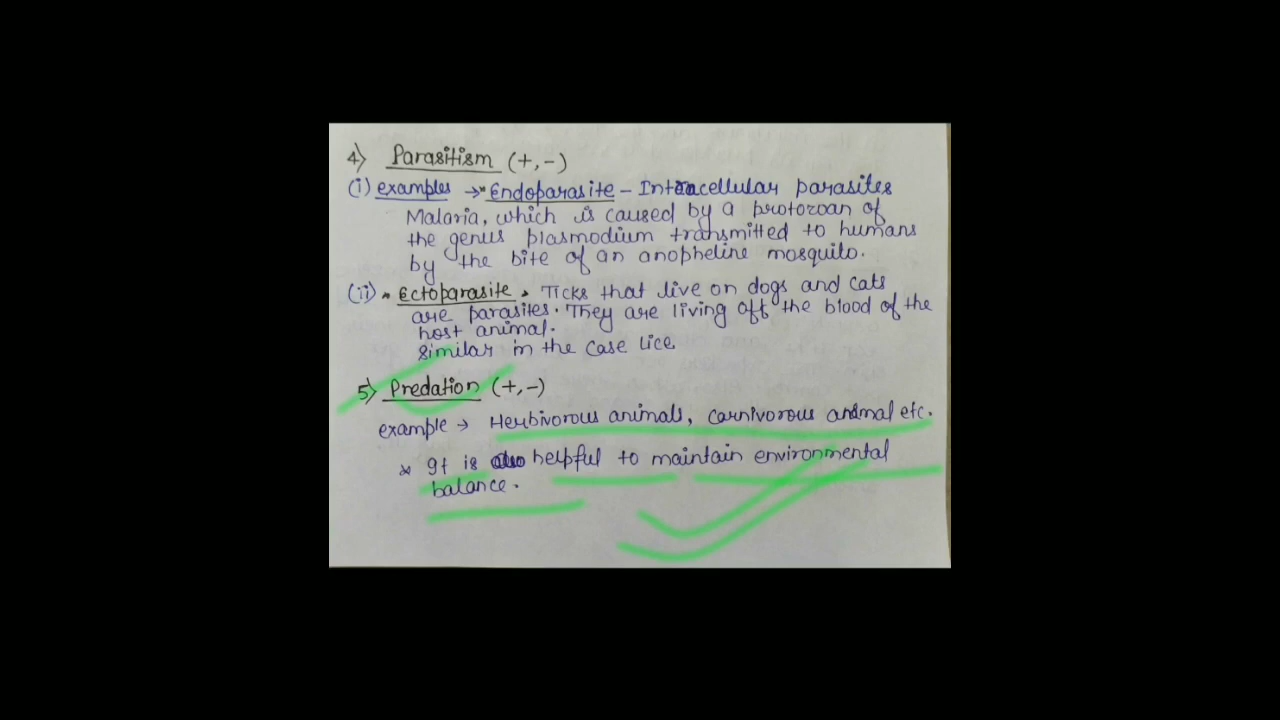 4) Parasitism (+,-)
(i) examples →* Endoparasite - Intracellular parasites
Malaria, which is caused by a protozoan of
the genus plasmodium transmitted to humans
by the bite of an anopheline mosquito.
(ii) * Ectoparasite. Ticks that live on dogs and cats
are parasites. They are living off the blood of the
host animal.
Similar in the case lice
5) Predation (+,-)
example → Herbivorous animals, carnivorous animal etc.
* It is also helpful to maintain environmental
balance.